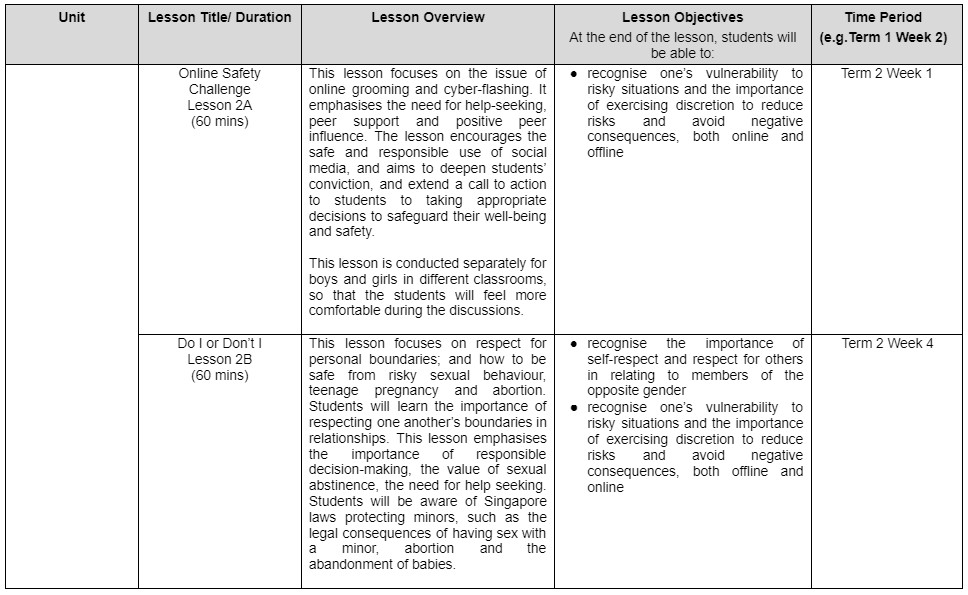 Unit
Lesson Title/ Duration
Lesson Overview
Lesson Objectives
At the end of the lesson, students will
be able to:
Time Period
(e.g.Term 1 Week 2)
Online Safety
Challenge
Lesson 2A
(60 mins)
This lesson focuses on the issue of
online grooming and cyber-flashing. It
emphasises the need for help-seeking,
peer support and positive peer
influence. The lesson encourages the
safe and responsible use of social
media, and aims to deepen students'
conviction, and extend a call to action
to students to taking appropriate
decisions to safeguard their well-being
and safety.
This lesson is conducted separately for
boys and girls in different classrooms,
so that the students will feel more
comfortable during the discussions.
● recognise one's vulnerability to
risky situations and the importance
of exercising discretion to reduce
risks and avoid negative
consequences, both online and
offline
Term 2 Week 1
Do I or Don't I
Lesson 2B
(60 mins)
This lesson focuses on respect for
personal boundaries; and how to be
safe from risky sexual behaviour,
teenage pregnancy and abortion.
Students will learn the importance of
respecting one another's boundaries in
relationships. This lesson emphasises
the importance of responsible
decision-making, the value of sexual
abstinence, the need for help seeking.
Students will be aware of Singapore
laws protecting minors, such as the
legal consequences of having sex with
a minor, abortion and the
abandonment of babies.
● recognise the importance of
self-respect and respect for others
in relating to members of the
opposite gender
● recognise one's vulnerability to
risky situations and the importance
of exercising discretion to reduce
risks and avoid negative
consequences, both offline and
online
Term 2 Week 4